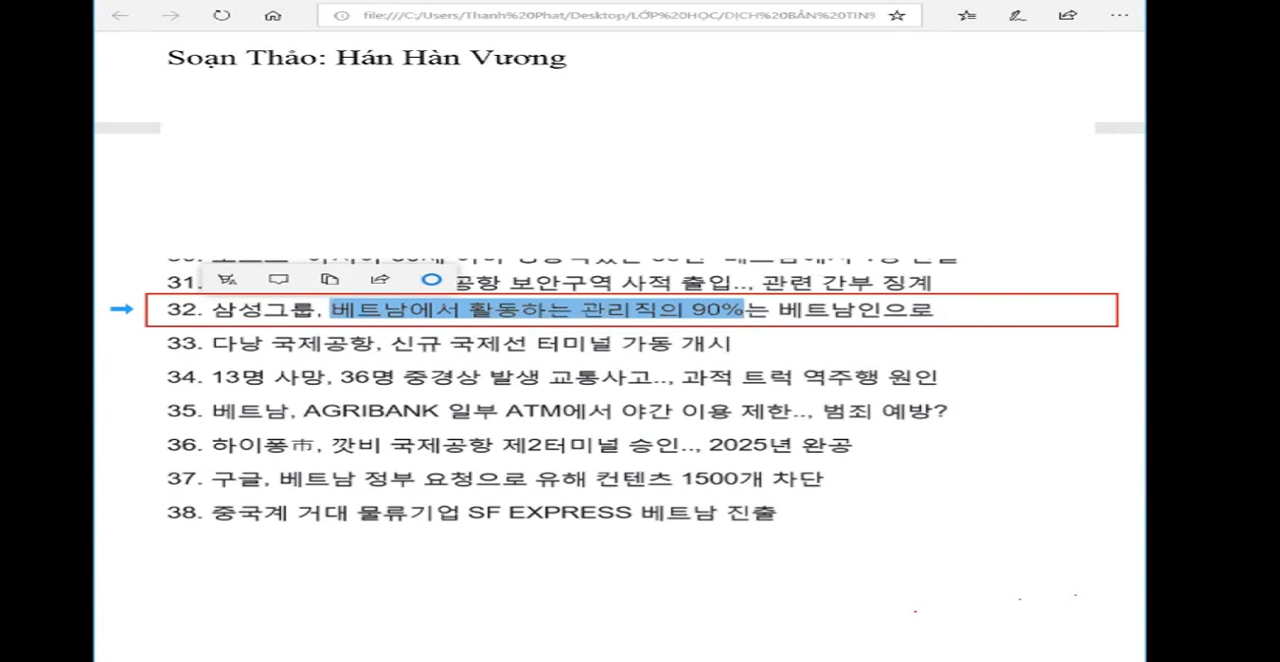 file:///C:/Users/Thanh%20Phat/Desktop/LỚP%20HỌC/DỊCH%20BẢN%20TIN%
Soạn Thảo: Hán Hàn Vương
31. 공항 보안구역 사적 출입.., 관련 간부 징계
32. 삼성그룹, 베트남에서 활동하는 관리직의 90%는 베트남인으로
33. 다낭 국제공항, 신규 국제선 터미널 가동 개시
34. 13명 사망, 36명 중경상 발생 교통사고.., 과적 트럭 역주행 원인
35. 베트남, AGRIBANK 일부 ATM에서 야간 이용 제한.., 범죄 예방?
36. 하이퐁市, 깟비 국제공항 제2터미널 승인.., 2025년 완공
37. 구글, 베트남 정부 요청으로 유해 컨텐츠 1500개 차단
38. 중국계 거대 물류기업 SF EXPRESS 베트남 진출